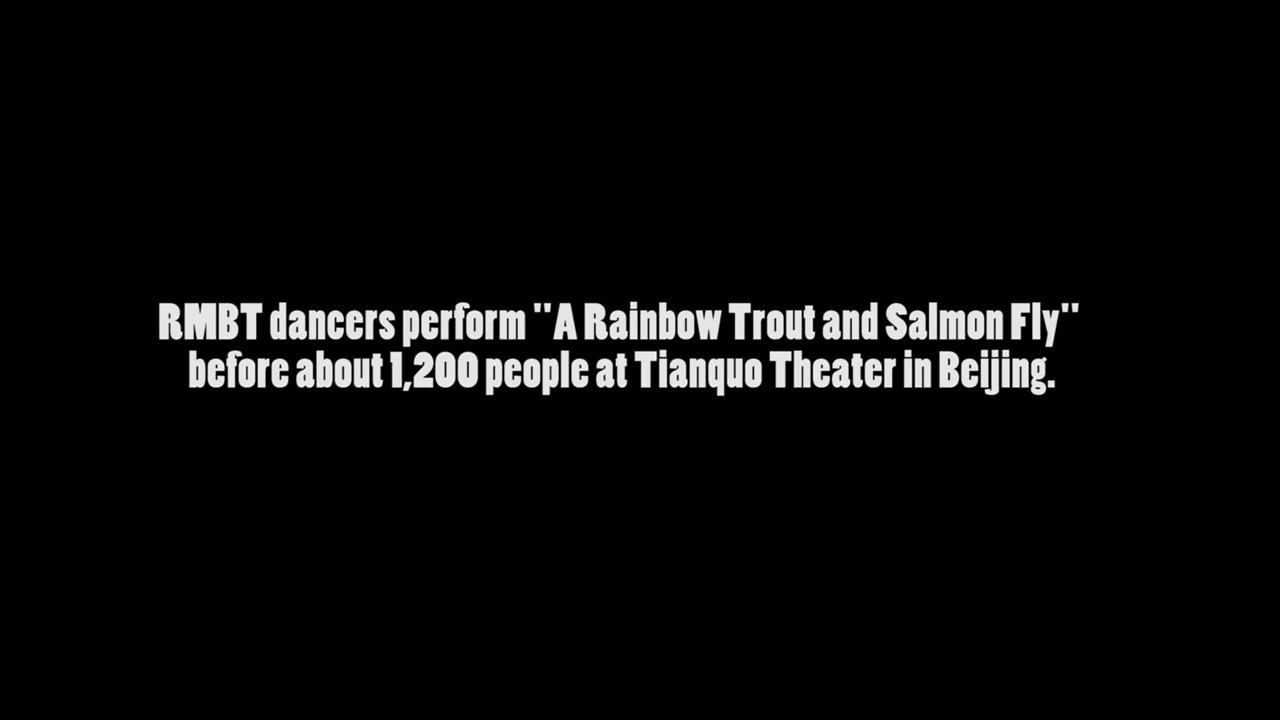 RMBT dancers perform "A Rainbow Trout and Salmon Fly"
before about 1,200 people at Tianquo Theater in Beijing.